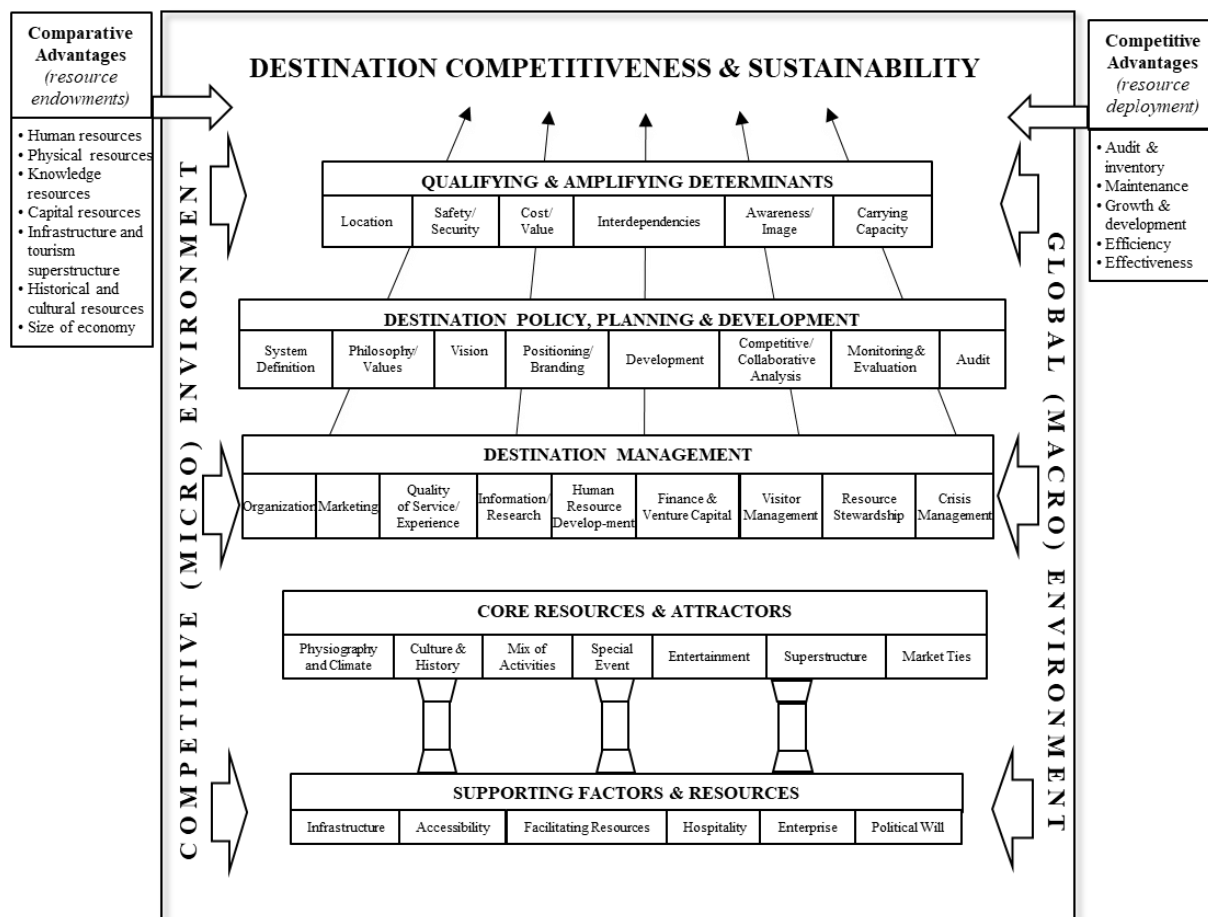 Comparative
Advantages
(resource
endowments)
• Human resources
• Physical resources
• Knowledge
resources
• Capital resources
• Infrastructure and
tourism
superstructure
• Historical and
cultural resources
• Size of economy
COMPETITIVE (MICRO) ENVIRONMENT
DESTINATION COMPETITIVENESS & SUSTAINABILITY
QUALIFYING & AMPLIFYING DETERMINANTS
Location
Safety/
Security
Cost/
Value
Interdependencies
Awareness/
Image
Carrying
Capacity
DESTINATION POLICY, PLANNING & DEVELOPMENT
System
Definition
Philosophy/
Values
Vision
Positioning/
Branding
Development
Competitive/
Collaborative
Analysis
Monitoring &
Evaluation
Audit
DESTINATION MANAGEMENT
Organization
Marketing
Quality
of Service/
Experience
Information/
Research
Human
Resource
Develop-ment
Finance &
Venture Capital
Visitor
Management
Resource
Stewardship
Crisis
Management
CORE RESOURCES & ATTRACTORS
Physiography
and Climate
Culture &
History
Mix of
Activities
Special
Event
Entertainment
Superstructure
Market Ties
SUPPORTING FACTORS & RESOURCES
Infrastructure
Accessibility
Facilitating Resources
Hospitality
Enterprise
Political Will
GLOBAL (MACRO) ENVIRONMENT
Competitive
Advantages
(resource
deployment)
• Audit &
inventory
• Maintenance
• Growth &
development
• Efficiency
• Effectiveness